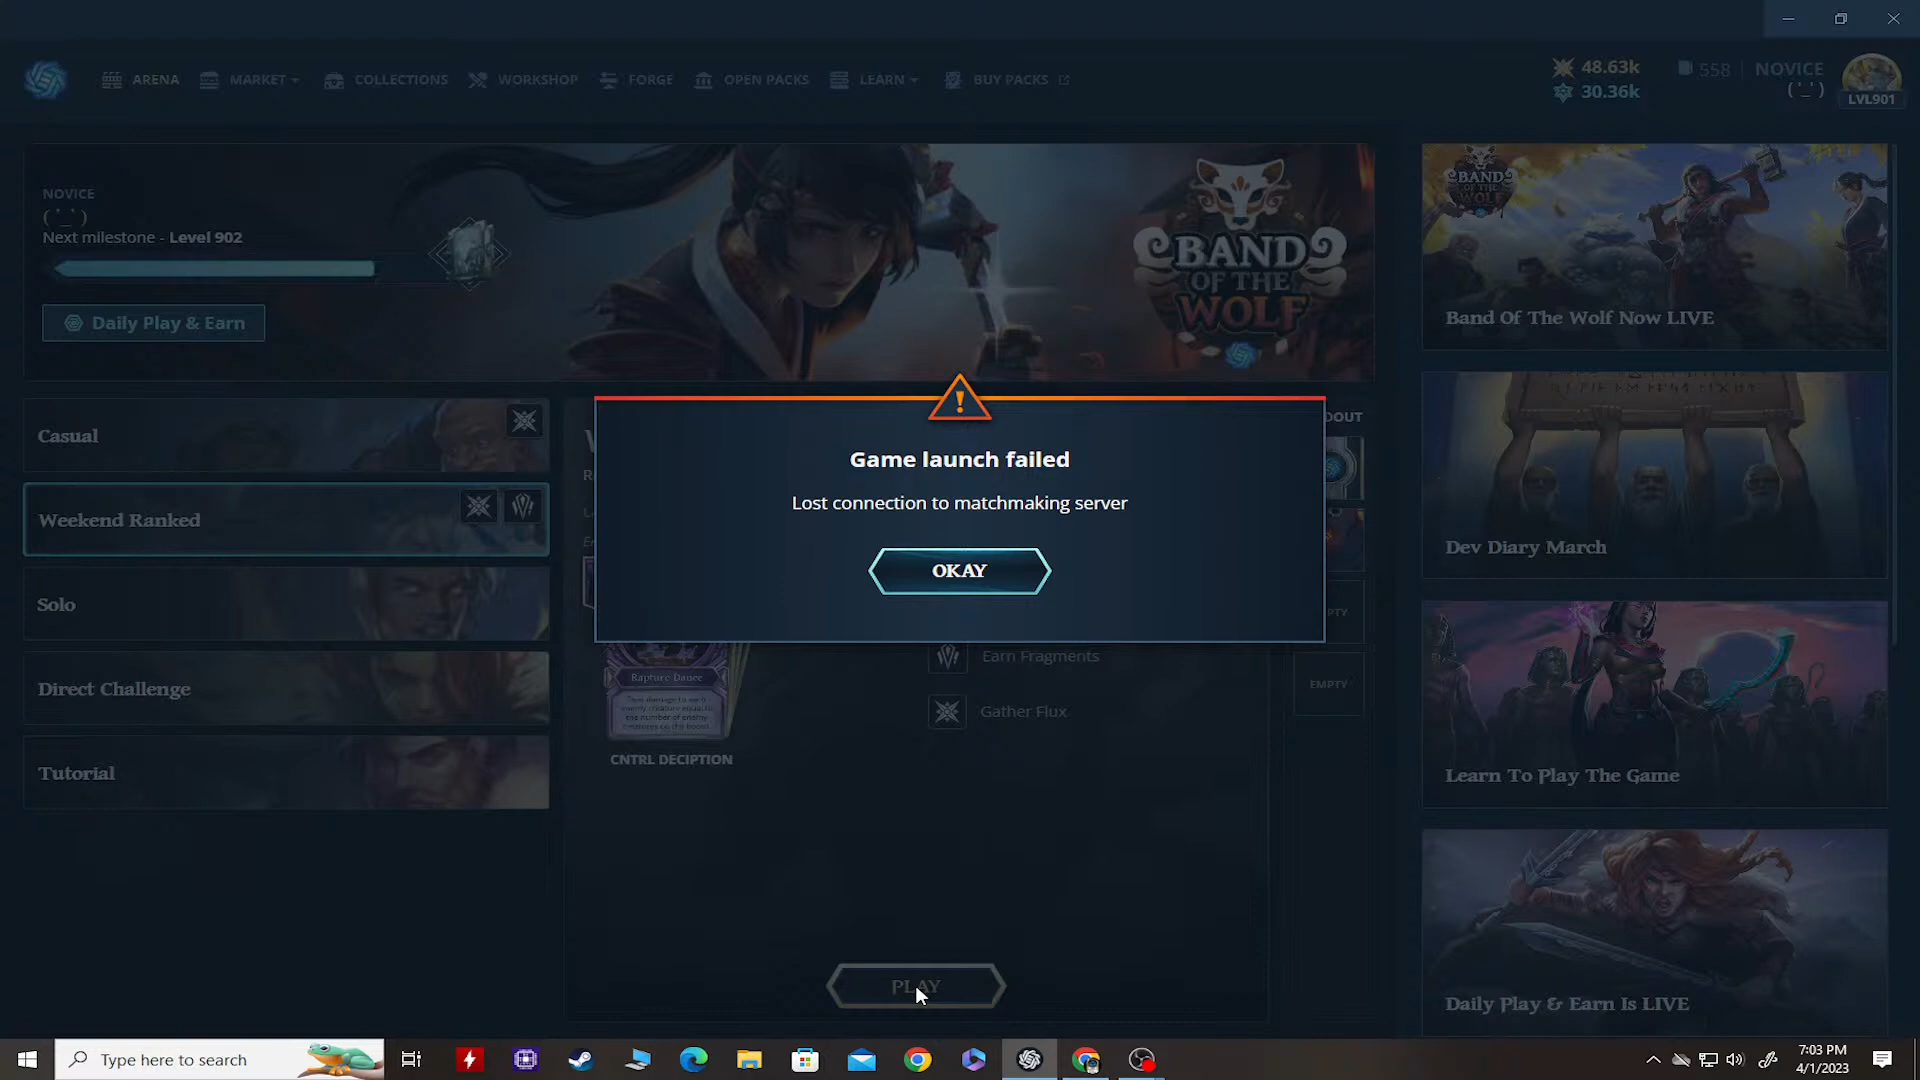 ARENA
MARKET
COLLECTIONS
WORKSHOP
FORGE
OPEN PACKS
LEARN
BUY PACKS
48.63k
30.36k
558
NOVICE
( '_' )
LVL901
NOVICE
( '_' )
Next milestone - Level 902
Daily Play & Earn
BAND
OF THE
WOLF
BAND
OF THE
WOLF
Band Of The Wolf Now LIVE
Casual
Weekend Ranked
Solo
Direct Challenge
Tutorial
Game launch failed
Lost connection to matchmaking server
OKAY
Rapture Dance
CNTRL DECIPTION
Earn Fragments
Gather Flux
EMPTY
PLAY
Dev Diary March
Learn To Play The Game
Daily Play & Earn Is LIVE
Type here to search
7:03 PM
4/1/2023